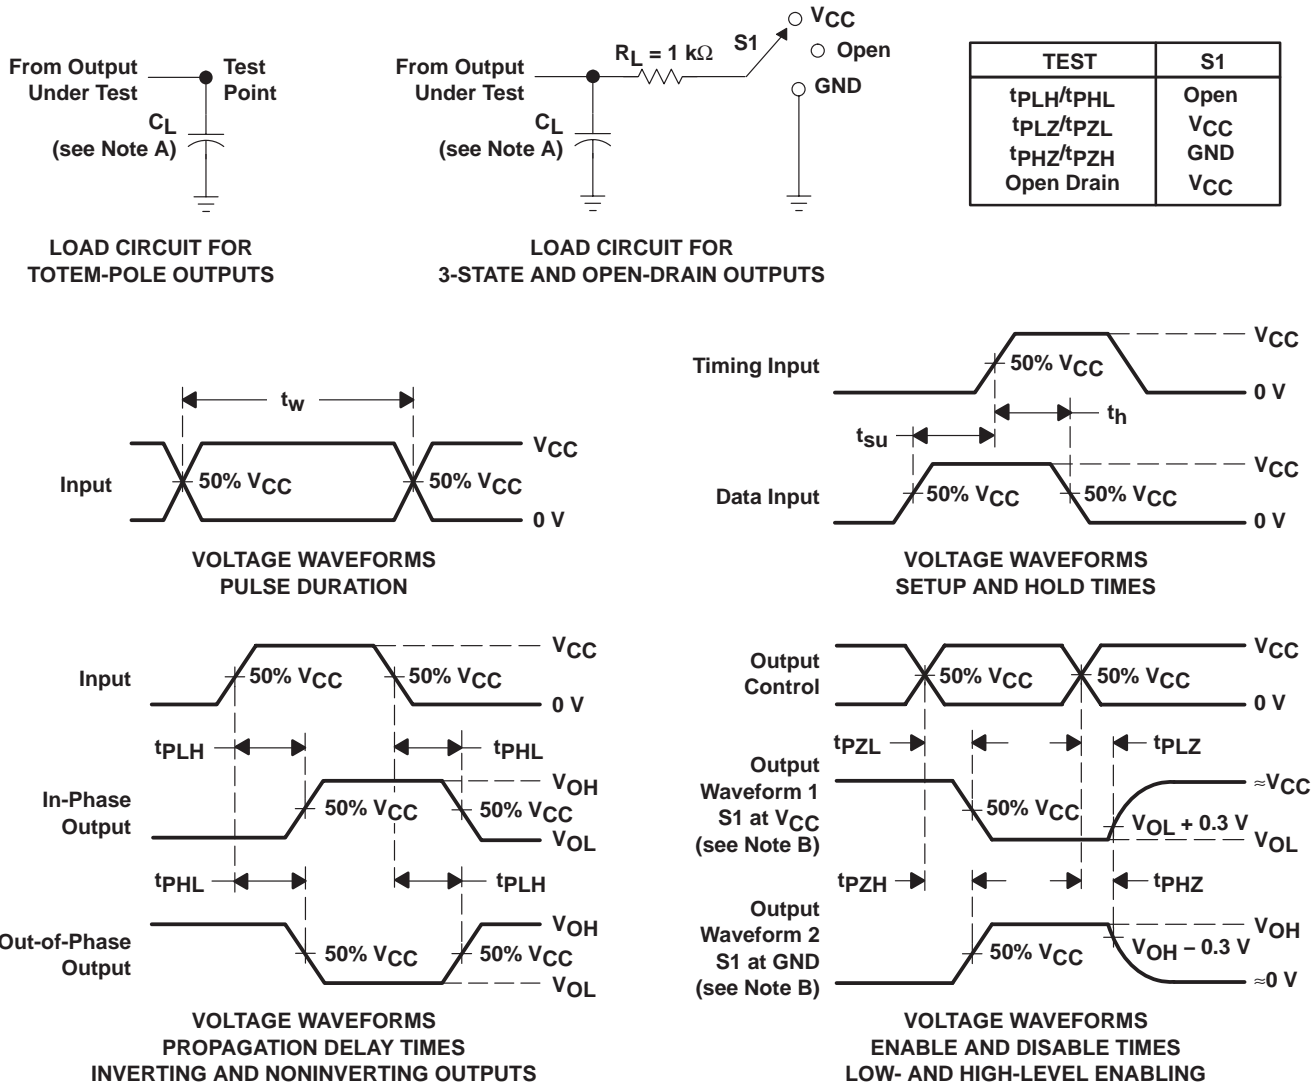 From Output
Under Test
Test
Point
CL
(see Note A)
LOAD CIRCUIT FOR
TOTEM-POLE OUTPUTS
From Output
Under Test
RL = 1 kΩ
S1
VCC
Open
GND
CL
(see Note A)
LOAD CIRCUIT FOR
3-STATE AND OPEN-DRAIN OUTPUTS
TEST S1
tPLH/tPHL Open
tPLZ/tPZL VCC
tPHZ/tPZH GND
Open Drain VCC
tw
Input
50% VCC
50% VCC
VCC
0 V
VOLTAGE WAVEFORMS
PULSE DURATION
Timing Input
50% VCC
VCC
0 V
th
tsu
Data Input
50% VCC
50% VCC
VCC
0 V
VOLTAGE WAVEFORMS
SETUP AND HOLD TIMES
Input
50% VCC
50% VCC
VCC
0 V
tPLH
tPHL
In-Phase
Output
50% VCC
50% VCC
VOH
VOL
tPHL
tPLH
Out-of-Phase
Output
50% VCC
50% VCC
VOH
VOL
VOLTAGE WAVEFORMS
PROPAGATION DELAY TIMES
INVERTING AND NONINVERTING OUTPUTS
Output
Control
50% VCC
50% VCC
VCC
0 V
tPZL
tPLZ
Output
Waveform 1
S1 at VCC
(see Note B)
50% VCC
≈VCC
VOL + 0.3 V
VOL
tPZH
tPHZ
Output
Waveform 2
S1 at GND
(see Note B)
50% VCC
VOH
VOH − 0.3 V
≈0 V
VOLTAGE WAVEFORMS
ENABLE AND DISABLE TIMES
LOW- AND HIGH-LEVEL ENABLING